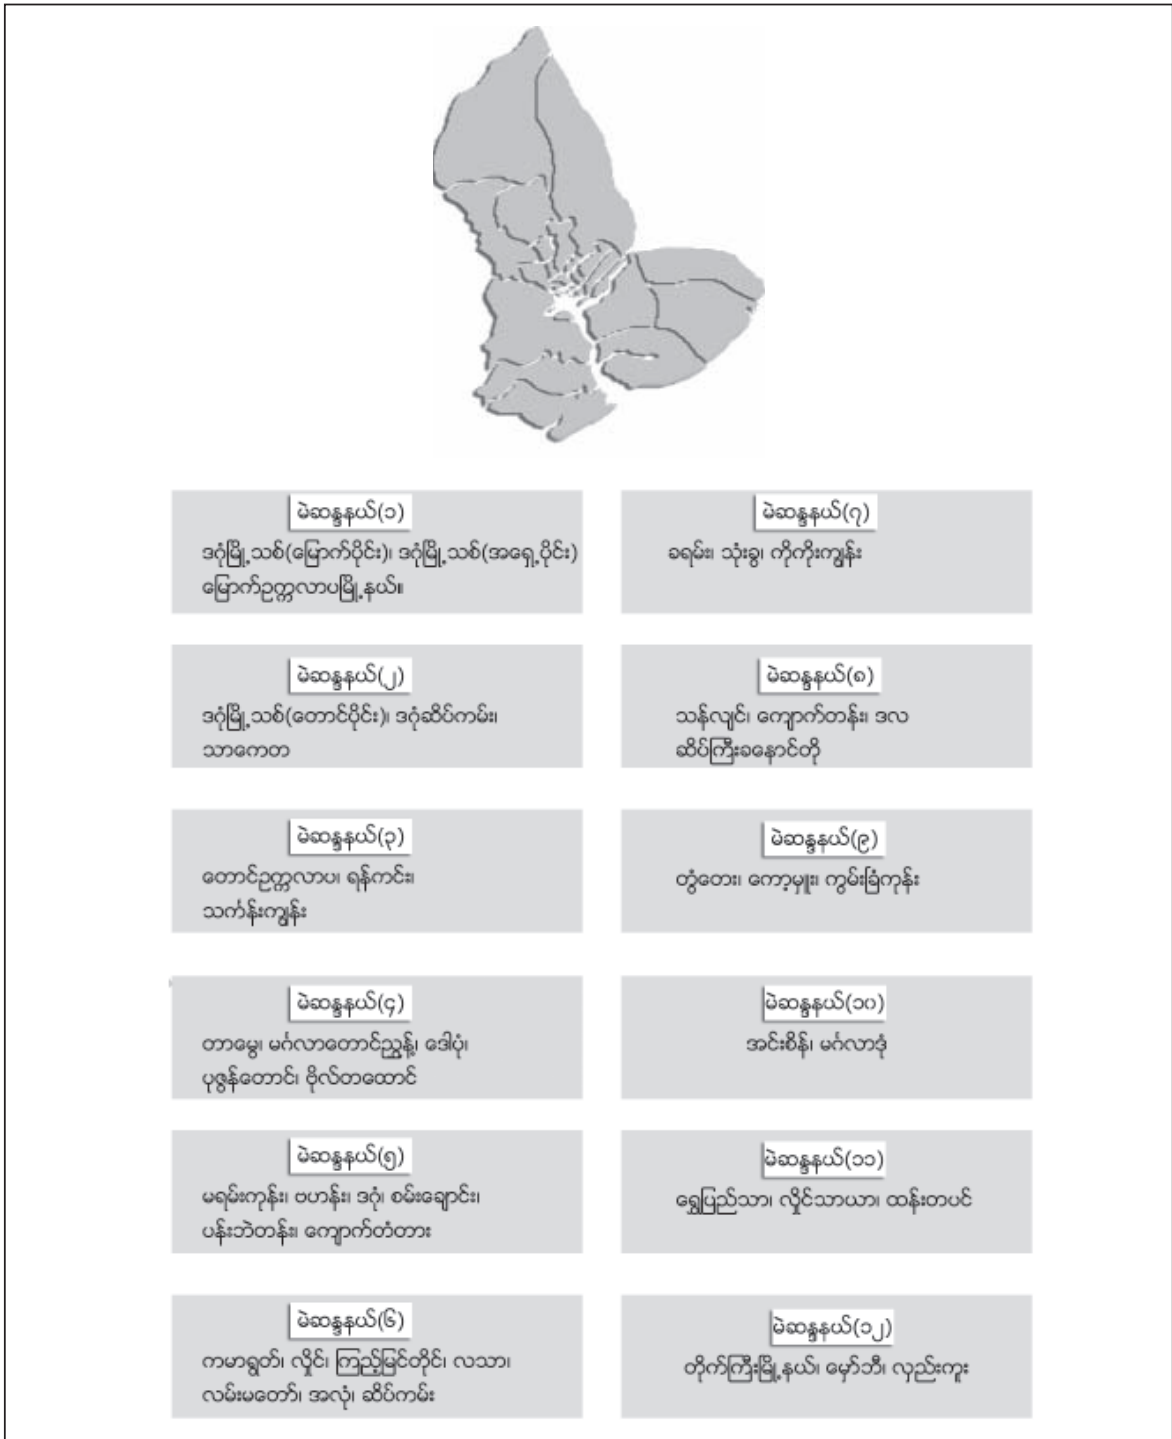 မဲဆန္ဒနယ်(၁)
ဒဂုံမြို့သစ်(မြောက်ပိုင်း)၊ ဒဂုံမြို့သစ်(အရှေ့ပိုင်း)
မြောက်ဥက္ကလာပမြို့နယ်။
မဲဆန္ဒနယ်(၂)
ဒဂုံမြို့သစ်(တောင်ပိုင်း)၊ ဒဂုံဆိပ်ကမ်း၊
သာကေတ
မဲဆန္ဒနယ်(၃)
တောင်ဥက္ကလာပ၊ ရန်ကင်း၊
သင်္ကန်းကျွန်း
မဲဆန္ဒနယ်(၄)
တာမွေ၊ မင်္ဂလာတောင်ညွန့်၊ ဒေါပုံ၊
ပုဇွန်တောင်၊ ဗိုလ်တထောင်
မဲဆန္ဒနယ်(၅)
မရမ်းကုန်း၊ ဗဟန်း၊ ဒဂုံ၊ စမ်းချောင်း၊
ပန်းဘဲတန်း၊ ကျောက်တံတား
မဲဆန္ဒနယ်(၆)
ကမာရွတ်၊ လှိုင်၊ ကြည့်မြင်တိုင်၊ လသာ၊
လမ်းမတော်၊ အလုံ၊ ဆိပ်ကမ်း
မဲဆန္ဒနယ်(၇)
ခရမ်း၊ သုံးခွ၊ ကိုကိုးကျွန်း
မဲဆန္ဒနယ်(၈)
သန်လျင်၊ ကျောက်တန်း၊ ဒလ
ဆိပ်ကြီးခနောင်တို
မဲဆန္ဒနယ်(၉)
တွံတေး၊ ကော့မှူး၊ ကွမ်းခြံကုန်း
မဲဆန္ဒနယ်(၁၀)
အင်းစိန်၊ မင်္ဂလာဒုံ
မဲဆန္ဒနယ်(၁၁)
ရွှေပြည်သာ၊ လှိုင်သာယာ၊ ထန်းတပင်
မဲဆန္ဒနယ်(၁၂)
တိုက်ကြီးမြို့နယ်၊ မှော်ဘီ၊ လှည်းကူး